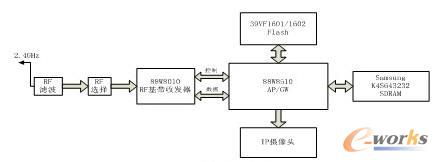 39VF1601/1602
Flash
2.4GHz
RF
滤波
RF
选择
88W8010
RF基带收发器
控制
数据
88W8510
AP/GW
Samsung
K4S643232
SDRAM
IP摄像头
e-works